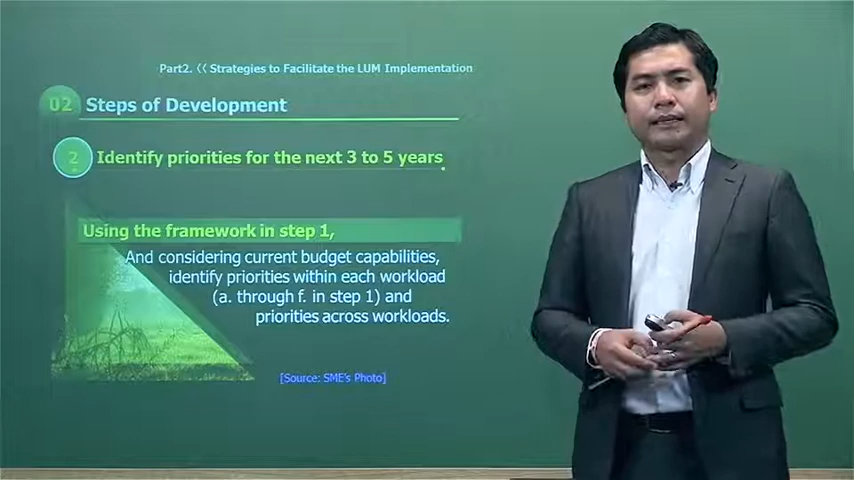 Part2. 《 Strategies to Facilitate the LUM Implementation
02 Steps of Development
2 Identify priorities for the next 3 to 5 years
Using the framework in step 1,
And considering current budget capabilities,
identify priorities within each workload
(a. through f. in step 1) and
priorities across workloads.
[Source: SME's Photo]